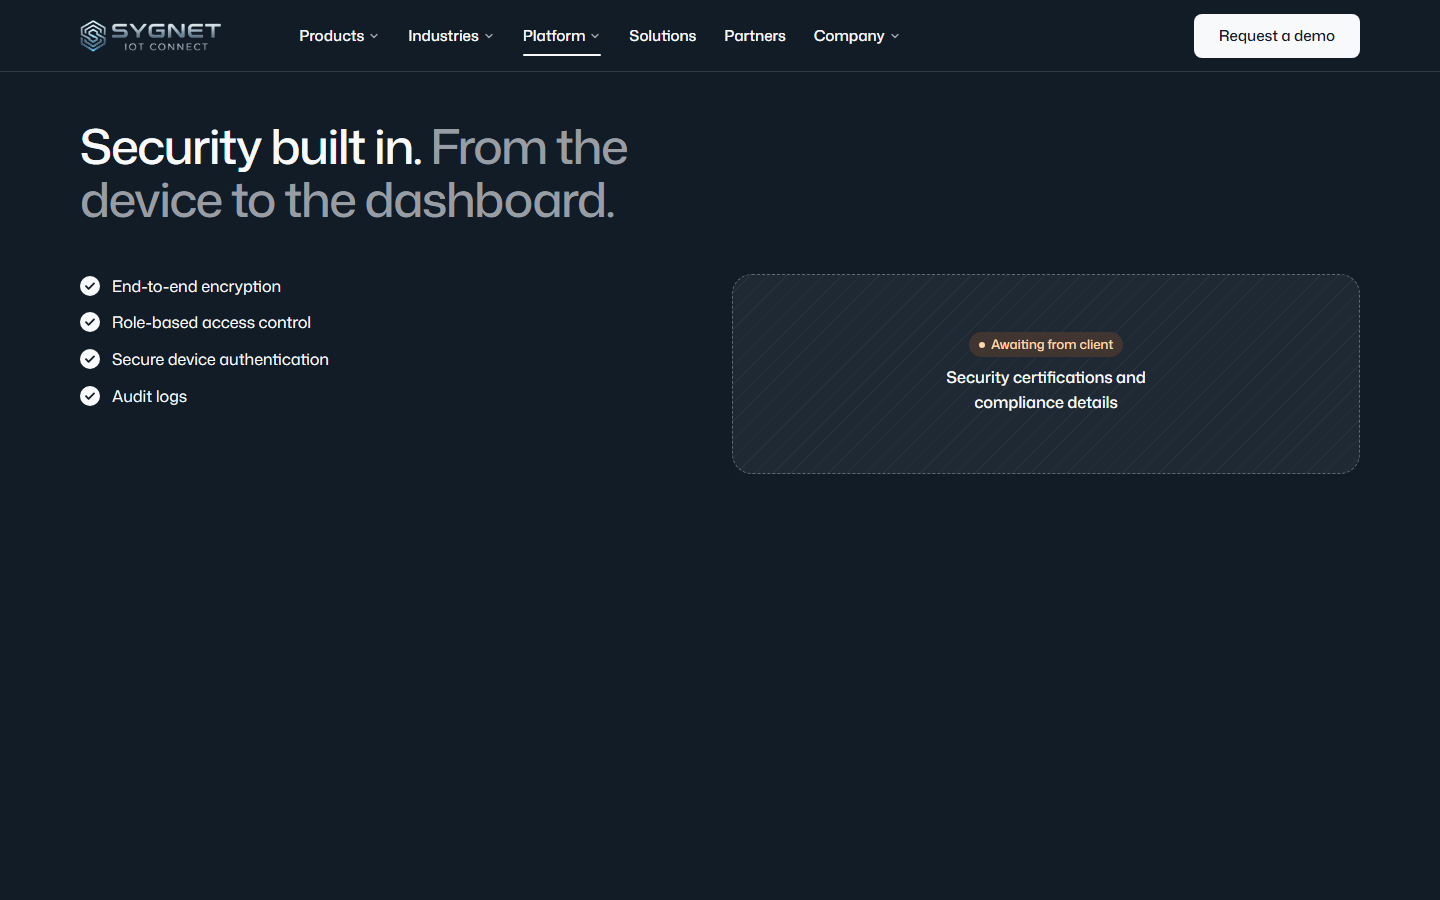 SYGNET
IOT CONNECT
Products
Industries
Platform
Solutions
Partners
Company
Request a demo
Security built in. From the
device to the dashboard.
End-to-end encryption
Role-based access control
Secure device authentication
Audit logs
Awaiting from client
Security certifications and
compliance details